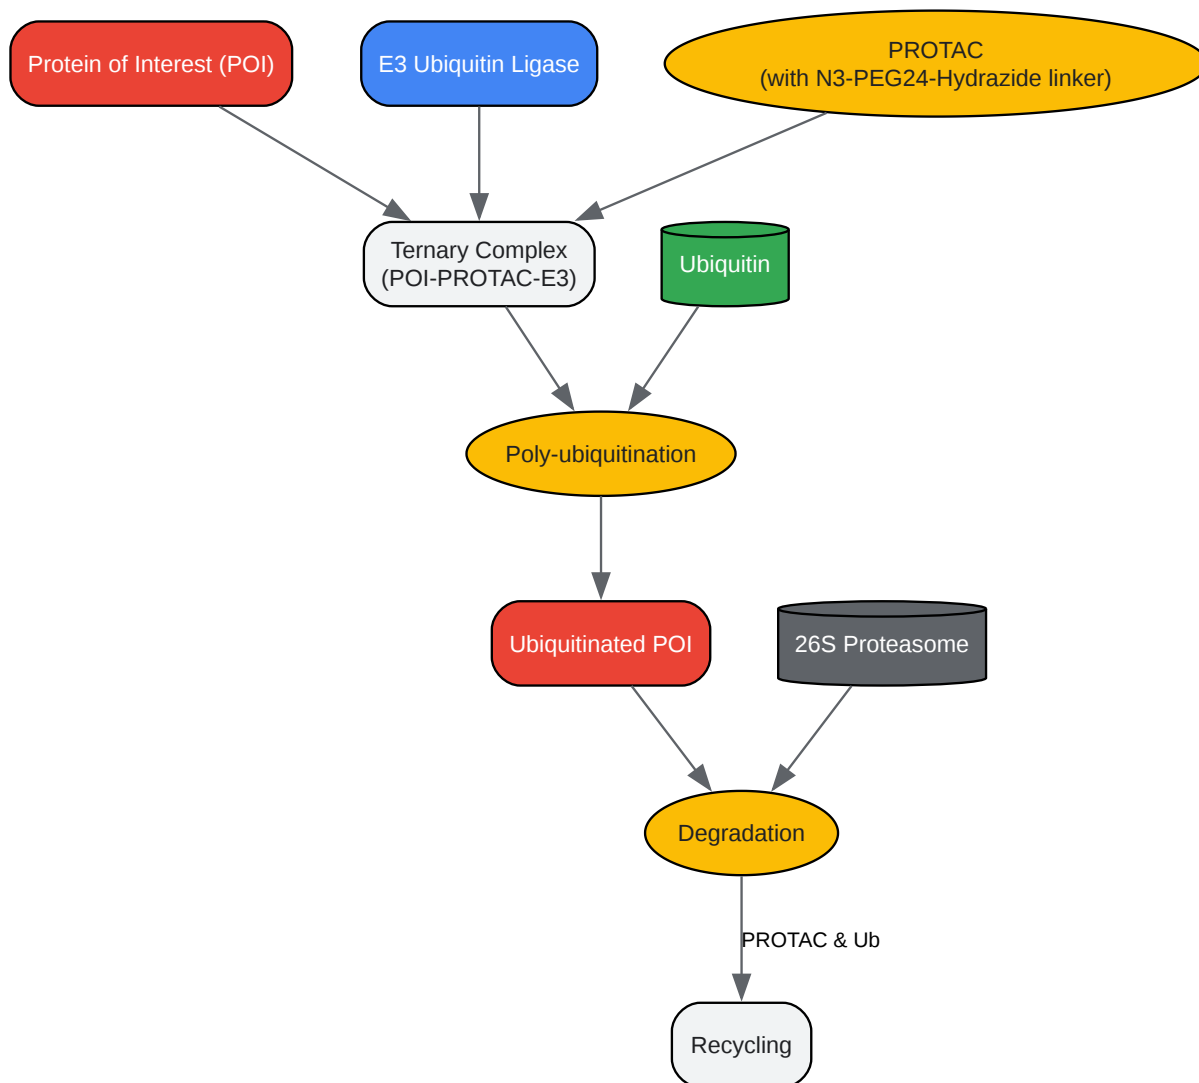 Protein of Interest (POI)
E3 Ubiquitin Ligase
PROTAC
(with N3-PEG24-Hydrazide linker)
Ternary Complex
(POI-PROTAC-E3)
Ubiquitin
Poly-ubiquitination
Ubiquitinated POI
26S Proteasome
Degradation
PROTAC & Ub
Recycling